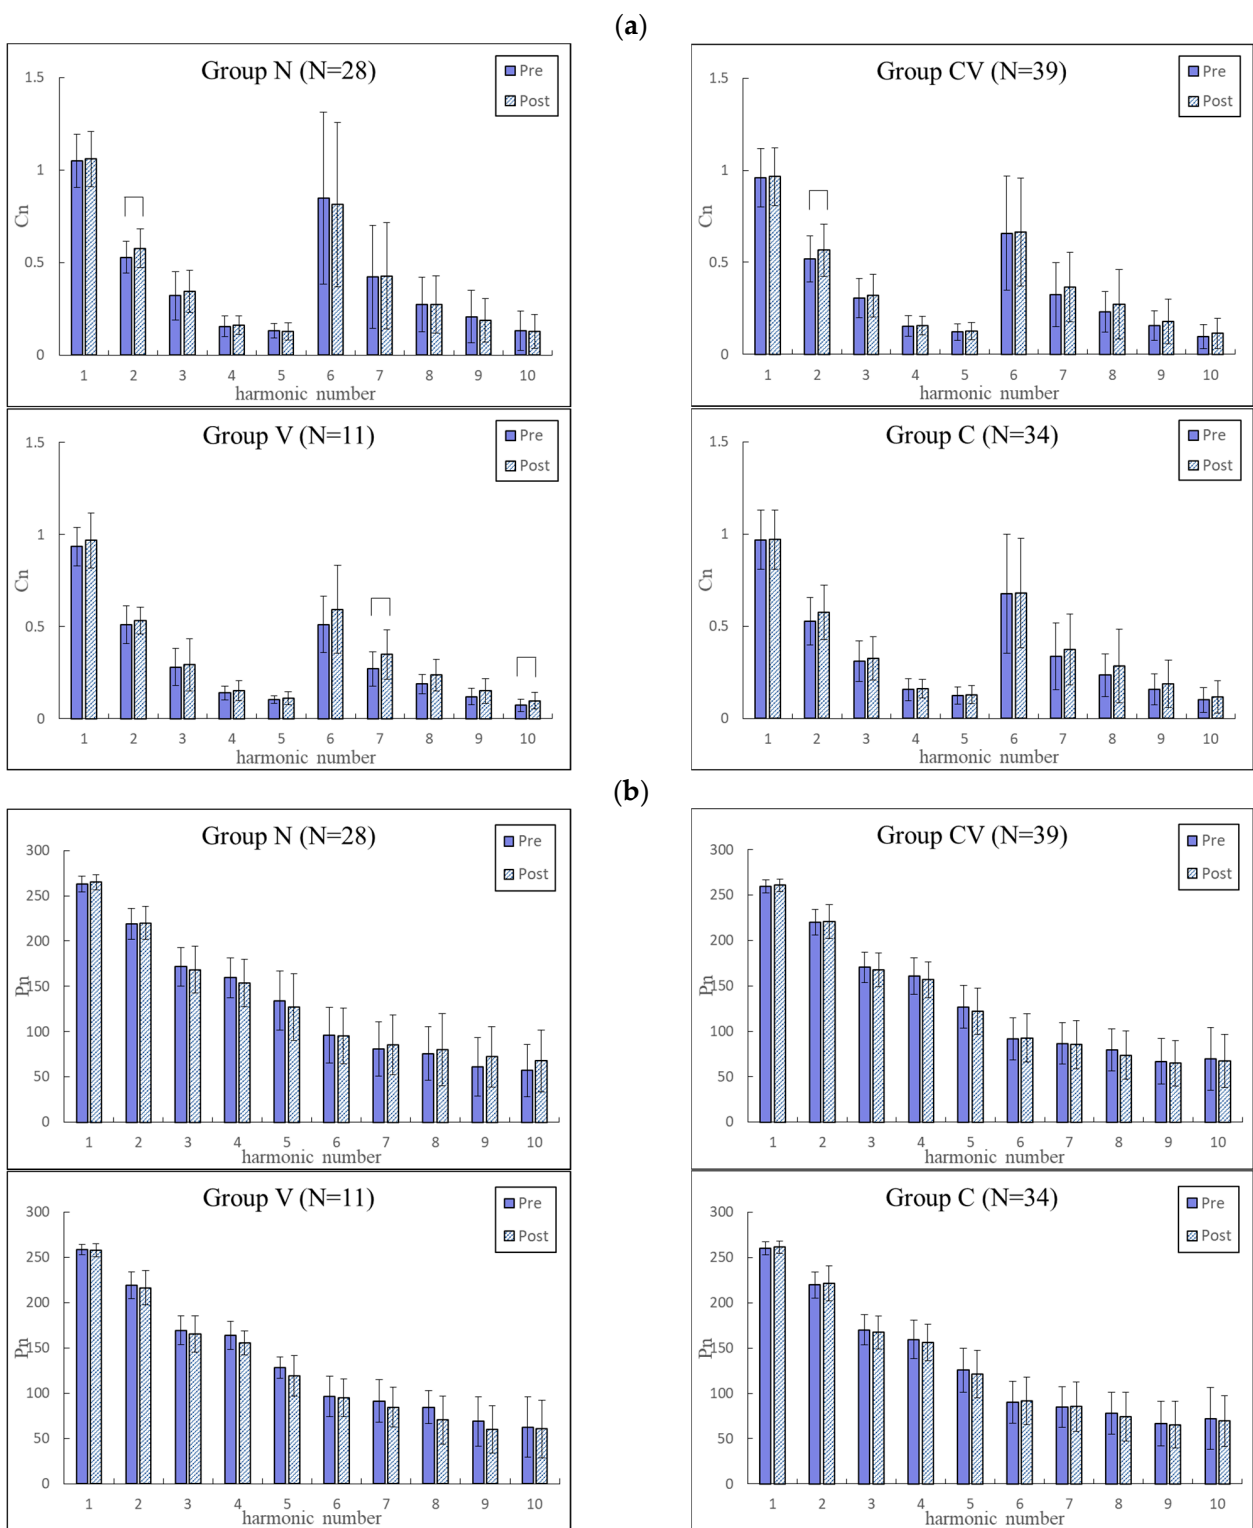 (a)
Group N (N=28)
Pre
Post
1.5
1
0.5
0
Cn
1 2 3 4 5 6 7 8 9 10
harmonic number
Group CV (N=39)
Pre
Post
1.5
1
0.5
0
Cn
1 2 3 4 5 6 7 8 9 10
harmonic number
Group V (N=11)
Pre
Post
1.5
1
0.5
0
Cn
1 2 3 4 5 6 7 8 9 10
harmonic number
Group C (N=34)
Pre
Post
1.5
1
0.5
0
Cn
1 2 3 4 5 6 7 8 9 10
harmonic number
(b)
Group N (N=28)
Pre
Post
300
250
200
150
100
50
0
Pn
1 2 3 4 5 6 7 8 9 10
harmonic number
Group CV (N=39)
Pre
Post
300
250
200
150
100
50
0
Pn
1 2 3 4 5 6 7 8 9 10
harmonic number
Group V (N=11)
Pre
Post
300
250
200
150
100
50
0
Pn
1 2 3 4 5 6 7 8 9 10
harmonic number
Group C (N=34)
Pre
Post
300
250
200
150
100
50
0
Pn
1 2 3 4 5 6 7 8 9 10
harmonic number